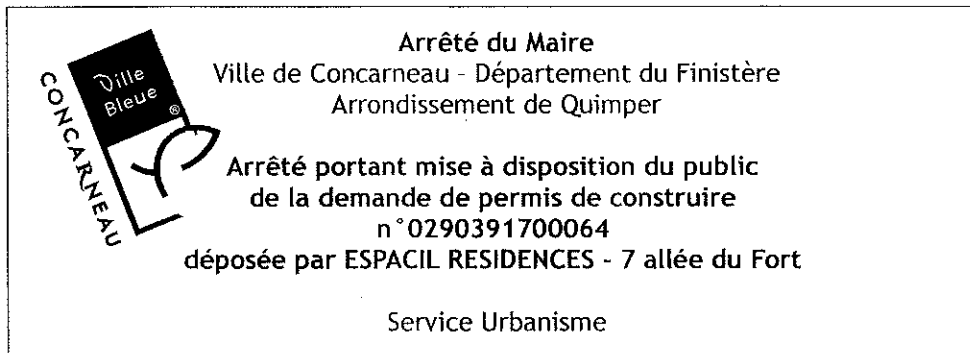 Ville
Bleue
®
CONCARNEAU
Arrêté du Maire
Ville de Concarneau - Département du Finistère
Arrondissement de Quimper
Arrêté portant mise à disposition du public
de la demande de permis de construire
n°0290391700064
déposée par ESPACIL RESIDENCES - 7 allée du Fort
Service Urbanisme